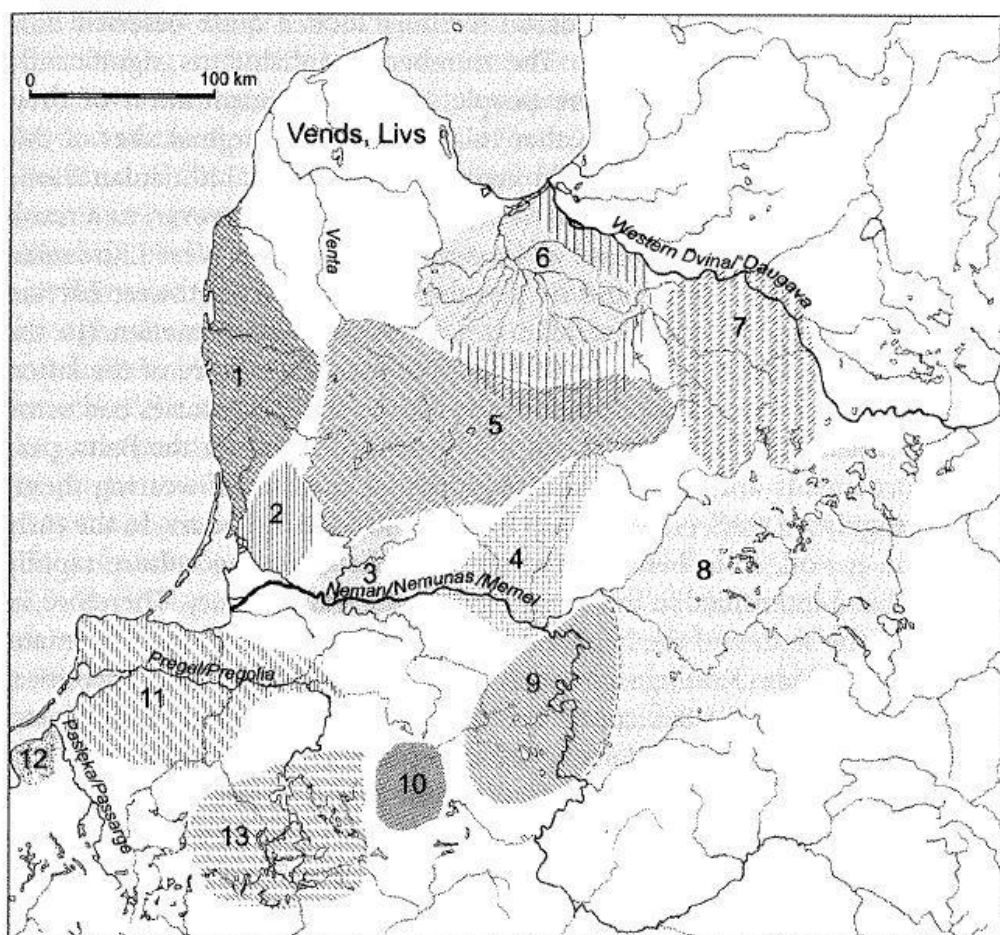 0
100 km
Vends, Livs
Venta
Western Dvina/ Daugava
6
7
1
5
2
4
3
Neman/Nemunas/Memel
8
9
Pregel/Pregolia
11
12
Pasleka/Passarge
10
13